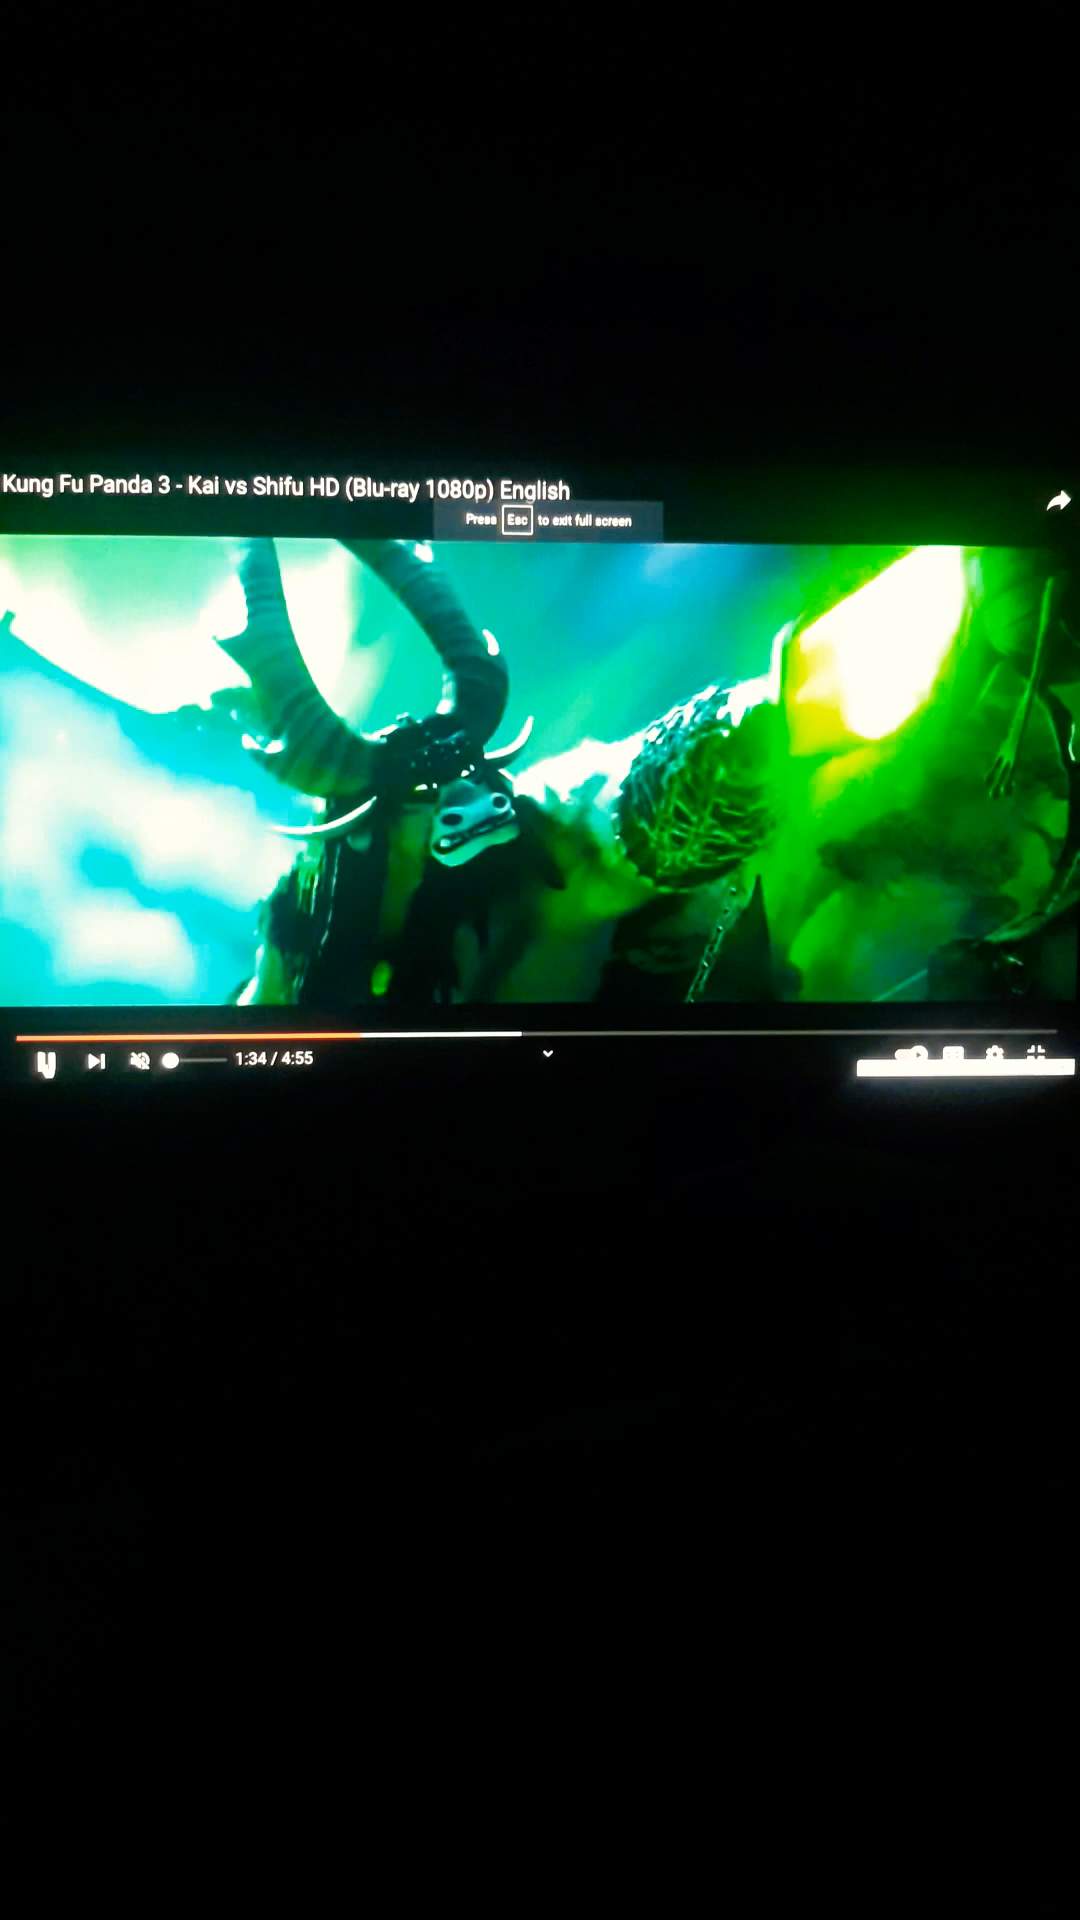 Kung Fu Panda 3 - Kai vs Shifu HD (Blu-ray 1080p) English
Press Esc to exit full screen
1:34 / 4:55